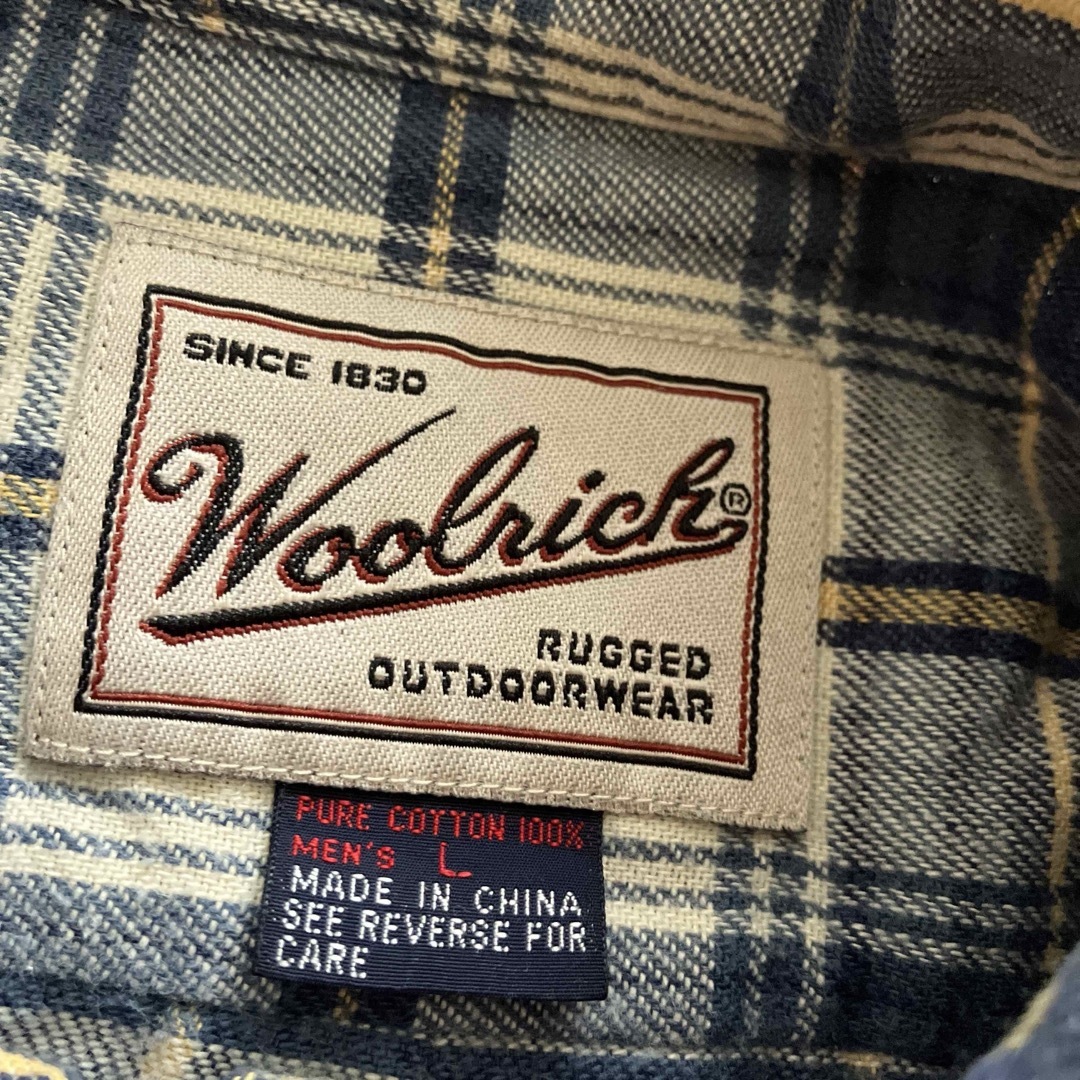 SINCE 1830
Woolrich®
RUGGED
OUTDOORWEAR
PURE COTTON 100%
MEN'S L
MADE IN CHINA
SEE REVERSE FOR
CARE